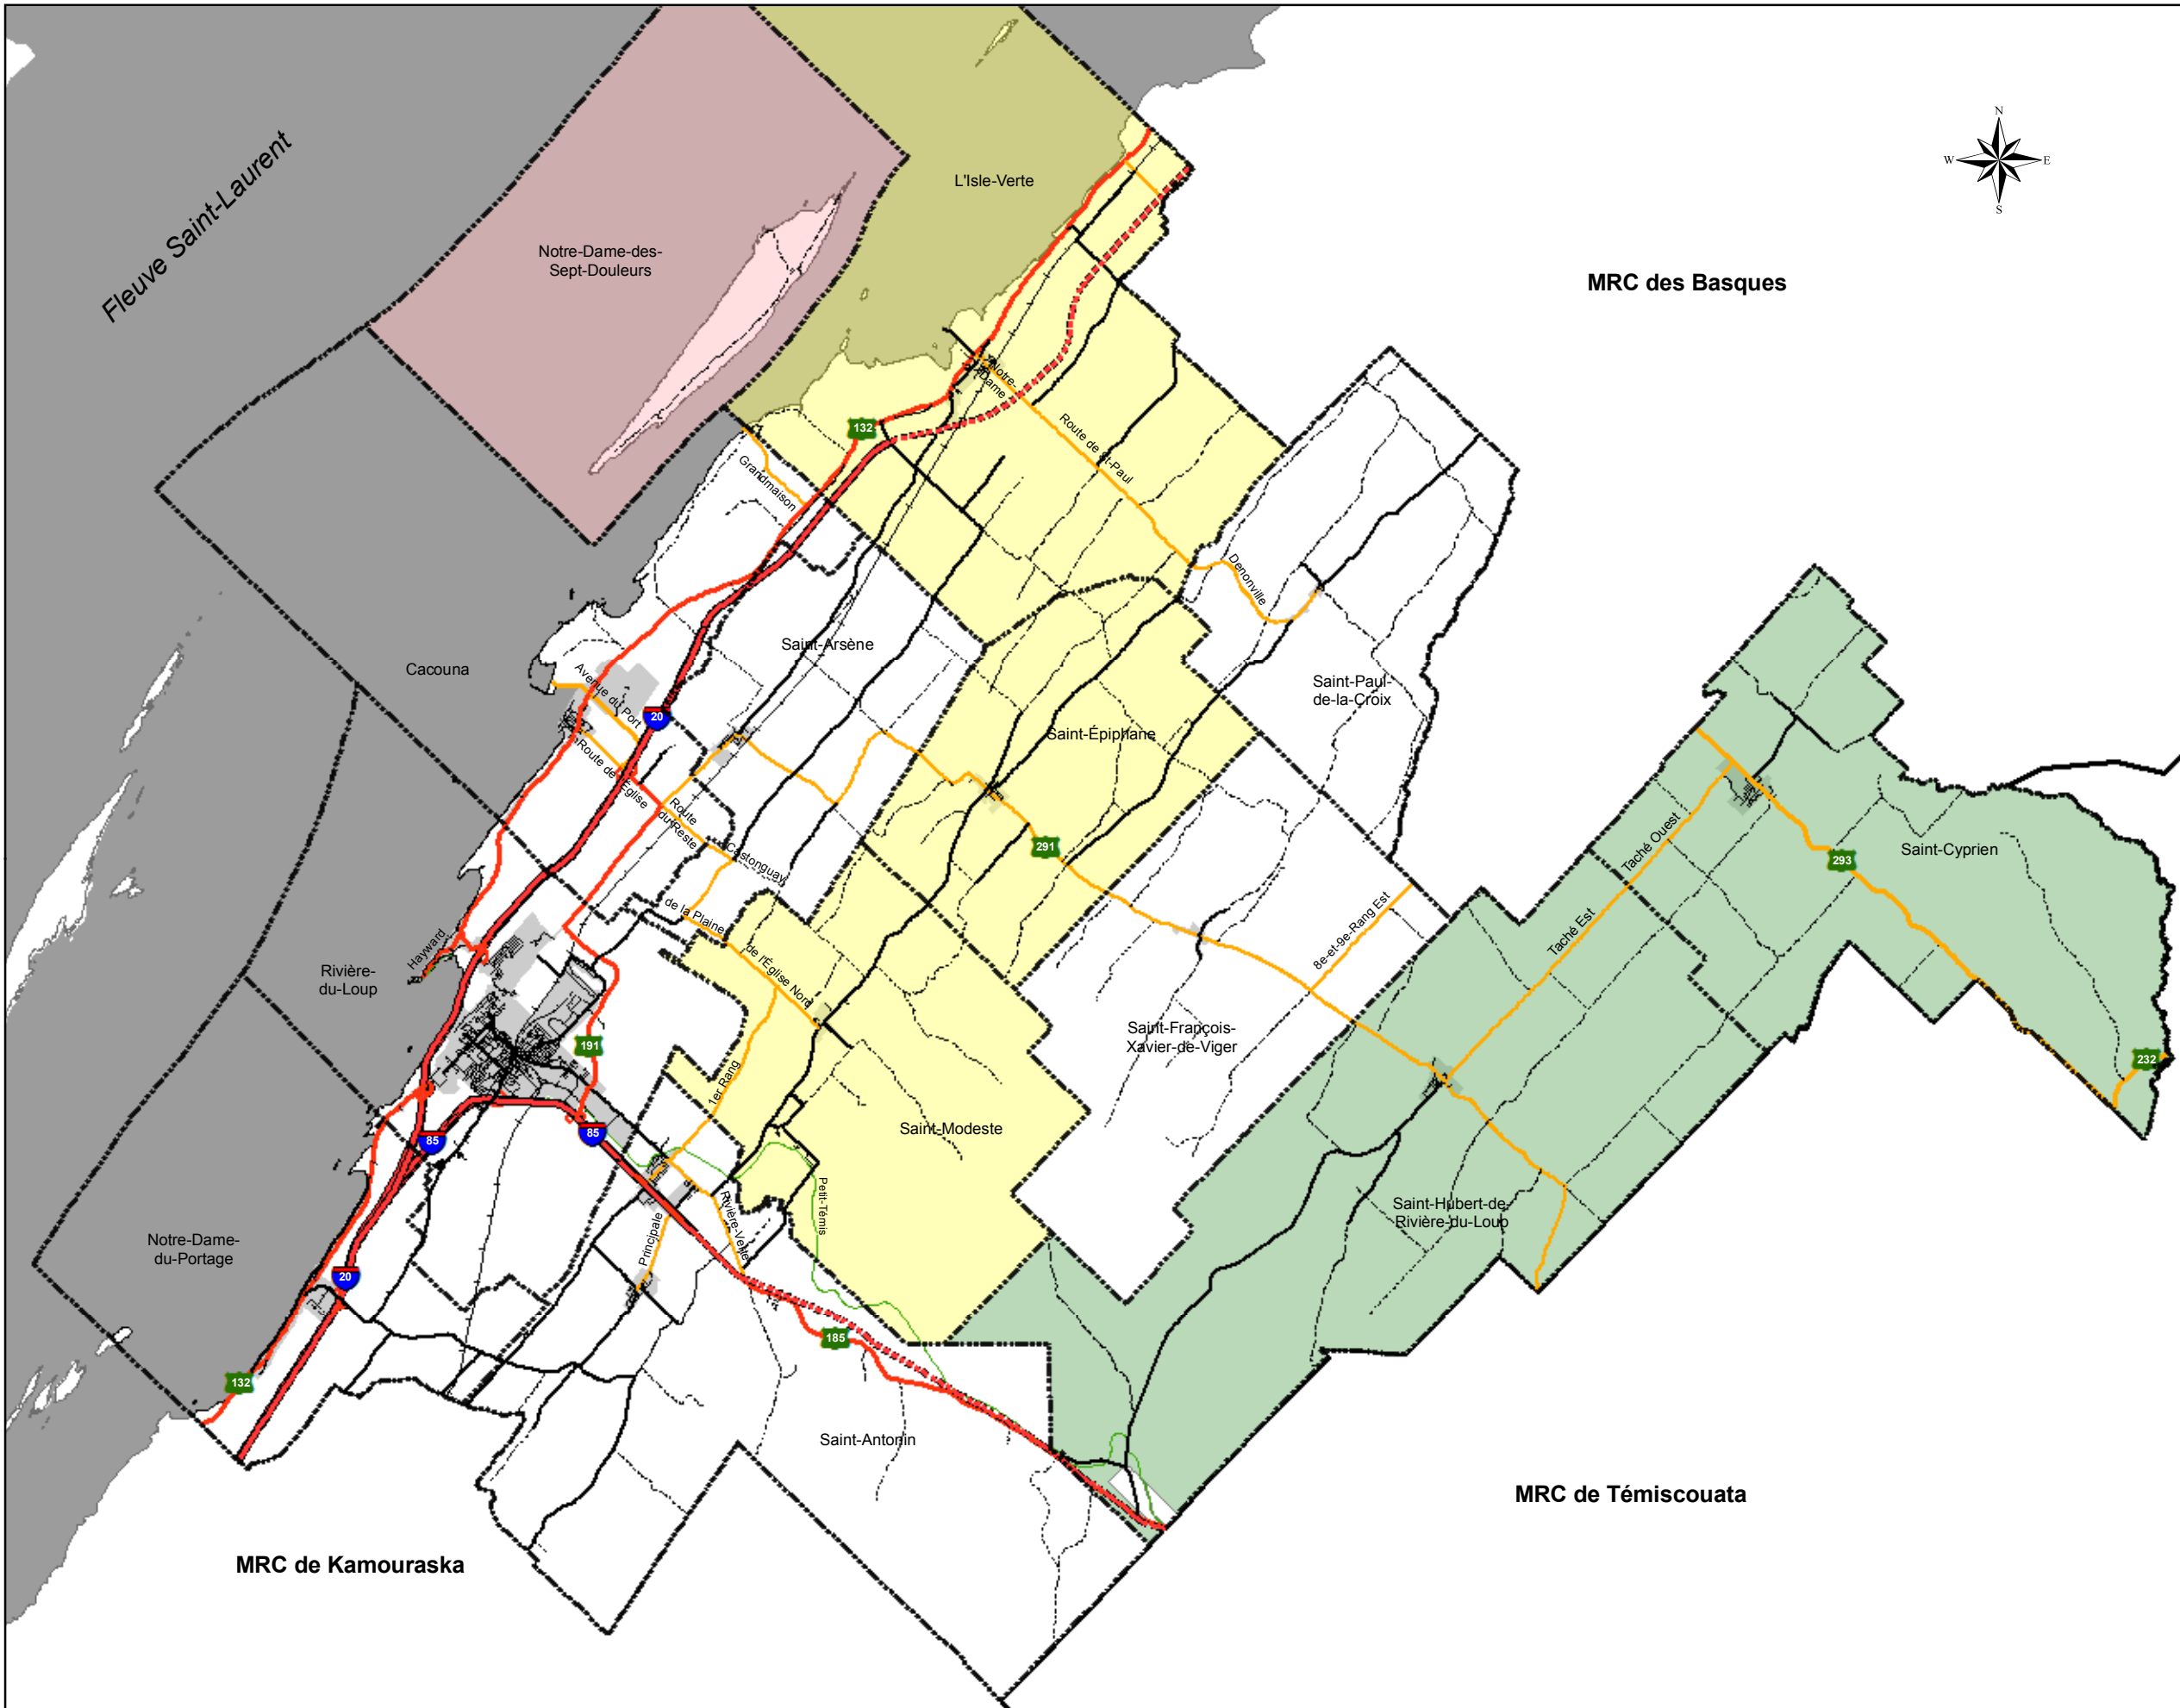 N
W
E
S
Fleuve Saint-Laurent
L'Isle-Verte
Notre-Dame-des-
Sept-Douleurs
MRC des Basques
Notre-
Dame
132
Route de St-Paul
Grandmaison
Denonville
Saint-Arsène
Cacouna
Avenue du Port
20
Saint-Paul-
de-la-Croix
Saint-Épiphane
Route de l'Église
Route
du Reste
Castonguay
291
Taché Ouest
293
Saint-Cyprien
de la Plaine
8e-et-9e-Rang Est
Taché Est
Hayward
de l'Église Nord
Rivière-
du-Loup
Saint-François-
Xavier-de-Viger
191
232
1er Rang
85
85
Saint-Modeste
Petit-Témis
Rivière-Verte
Principale
Saint-Hubert-de-
Rivière-du-Loup
Notre-Dame-
du-Portage
20
185
132
Saint-Antonin
MRC de Témiscouata
MRC de Kamouraska